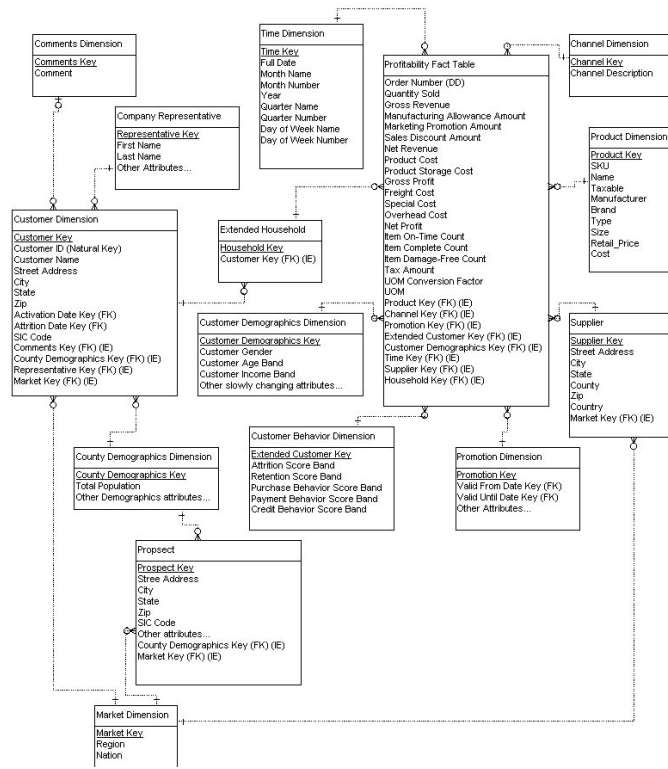 Comments Dimension
Comments Key
Comment
Time Dimension
Time Key
Full Date
Month Name
Month Number
Year
Quarter Name
Quarter Number
Day of Week Name
Day of Week Number
Profitability Fact Table
Order Number (DD)
Quantity Sold
Gross Revenue
Manufacturing Allowance Amount
Marketing Promotion Amount
Sales Discount Amount
Net Revenue
Product Cost
Product Storage Cost
Gross Profit
Freight Cost
Special Cost
Overhead Cost
Net Profit
Item On-Time Count
Item Complete Count
Item Damage-Free Count
Tax Amount
UOM Conversion Factor
UOM
Product Key (FK) (IE)
Channel Key (FK) (IE)
Promotion Key (FK) (IE)
Extended Customer Key (FK) (IE)
Customer Demographics Key (FK) (IE)
Time Key (FK) (IE)
Supplier Key (FK) (IE)
Household Key (FK) (IE)
Channel Dimension
Channel Key
Channel Description
Company Representative
Representative Key
First Name
Last Name
Other Attributes...
Product Dimension
Product Key
SKU
Name
Taxable
Manufacturer
Brand
Type
Size
Retail_Price
Cost
Customer Dimension
Customer Key
Customer ID (Natural Key)
Customer Name
Street Address
City
State
Zip
Activation Date Key (FK)
Attrition Date Key (FK)
SIC Code
Comments Key (FK) (IE)
County Demographics Key (FK) (IE)
Representative Key (FK) (IE)
Market Key (FK) (IE)
Extended Household
Household Key
Customer Key (FK) (IE)
Customer Demographics Dimension
Customer Demographics Key
Customer Gender
Customer Age Band
Customer Income Band
Other slowly changing attributes...
Supplier
Supplier Key
Street Address
City
State
County
Zip
Country
Market Key (FK) (IE)
County Demographics Dimension
County Demographics Key
Total Population
Other Demographics attributes...
Customer Behavior Dimension
Extended Customer Key
Attrition Score Band
Retention Score Band
Purchase Behavior Score Band
Payment Behavior Score Band
Credit Behavior Score Band
Promotion Dimension
Promotion Key
Valid From Date Key (FK)
Valid Until Date Key (FK)
Other Attributes...
Propsect
Prospect Key
Stree Address
City
State
Zip
SIC Code
Other attributes...
County Demographics Key (FK) (IE)
Market Key (FK) (IE)
Market Dimension
Market Key
Region
Nation